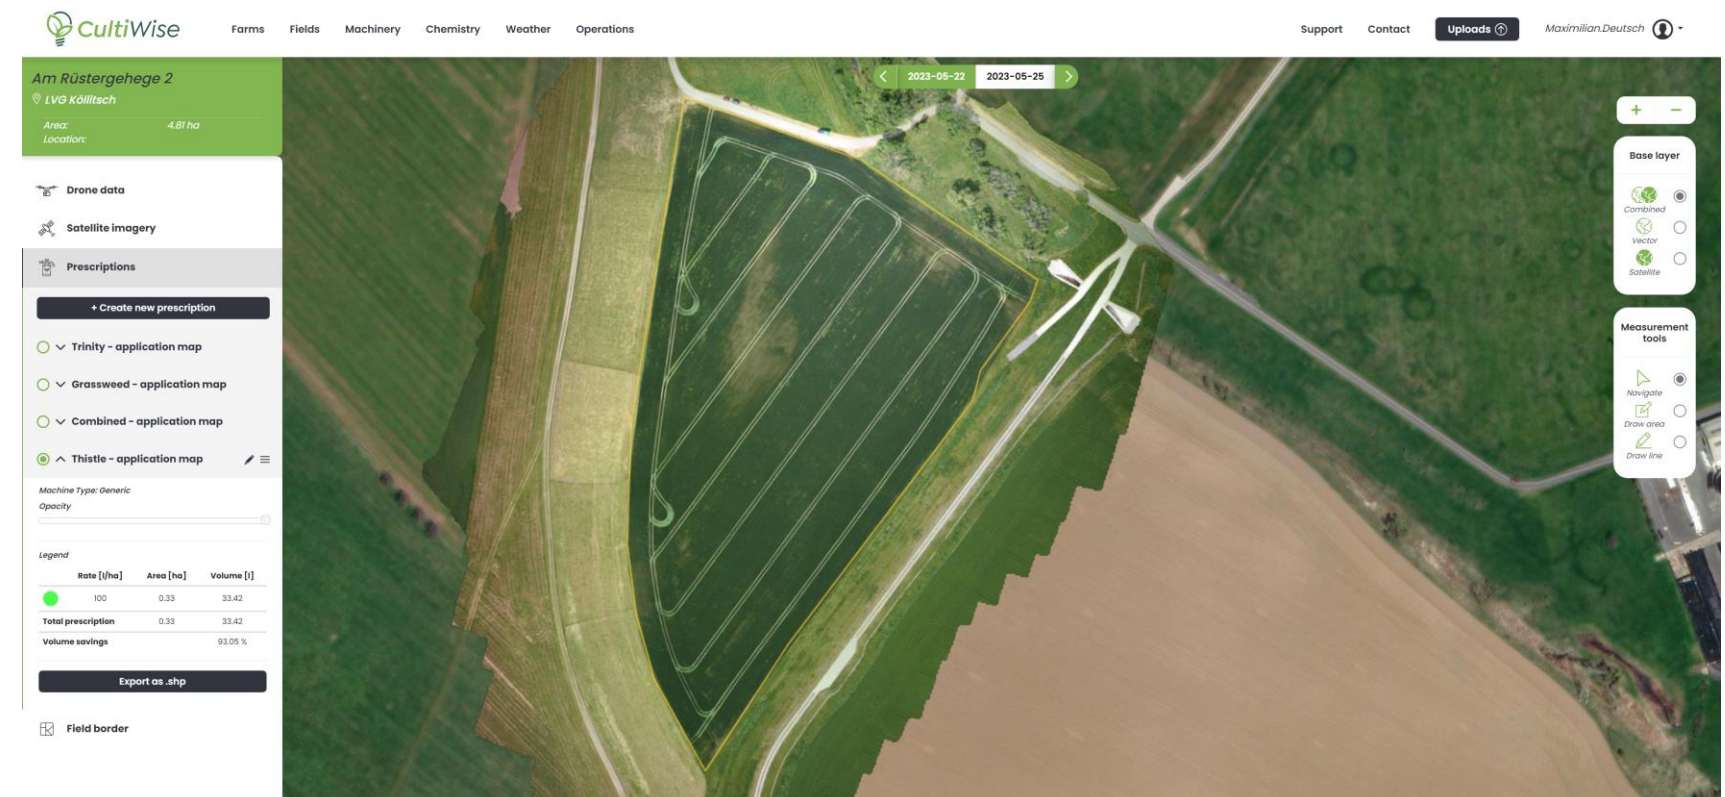 CultiWise
Farms Fields Machinery Chemistry Weather Operations
Support Contact Uploads Maximilian.Deutsch
Am Rüstergehege 2
LVG Köllitsch
Area: 4.81 ha
Location:
2023-05-22 2023-05-25
Drone data
Satellite imagery
Prescriptions
+ Create new prescription
Trinity - application map
Grassweed - application map
Combined - application map
Thistle - application map
Machine Type: Generic
Opacity
Legend
Rate [l/ha] Area [ha] Volume [l]
100 0.33 33.42
Total prescription 0.33 33.42
Volume savings 93.05 %
Export as .shp
Field border
+ −
Base layer
Combined
Vector
Satellite
Measurement
tools
Navigate
Draw area
Draw line